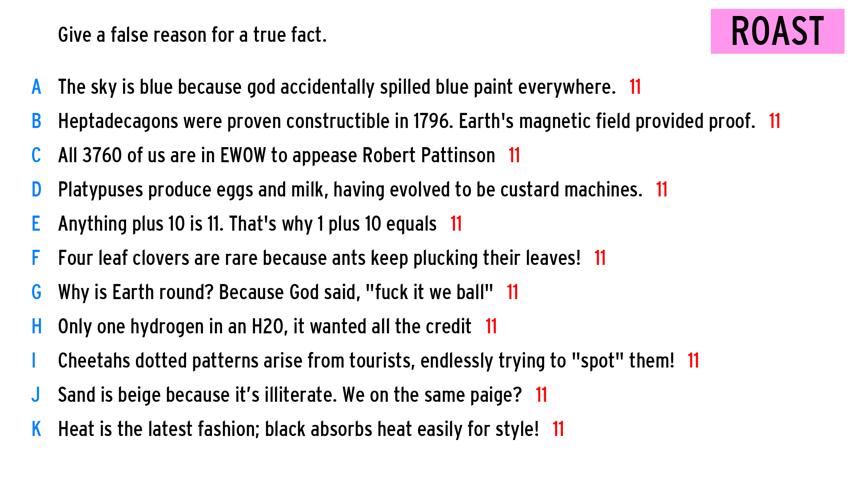 Give a false reason for a true fact.
ROAST
A The sky is blue because god accidentally spilled blue paint everywhere. 11
B Heptadecagons were proven constructible in 1796. Earth's magnetic field provided proof. 11
C All 3760 of us are in EWOW to appease Robert Pattinson 11
D Platypuses produce eggs and milk, having evolved to be custard machines. 11
E Anything plus 10 is 11. That's why 1 plus 10 equals 11
F Four leaf clovers are rare because ants keep plucking their leaves! 11
G Why is Earth round? Because God said, "fuck it we ball" 11
H Only one hydrogen in an H2O, it wanted all the credit 11
I Cheetahs dotted patterns arise from tourists, endlessly trying to "spot" them! 11
J Sand is beige because it’s illiterate. We on the same paige? 11
K Heat is the latest fashion; black absorbs heat easily for style! 11